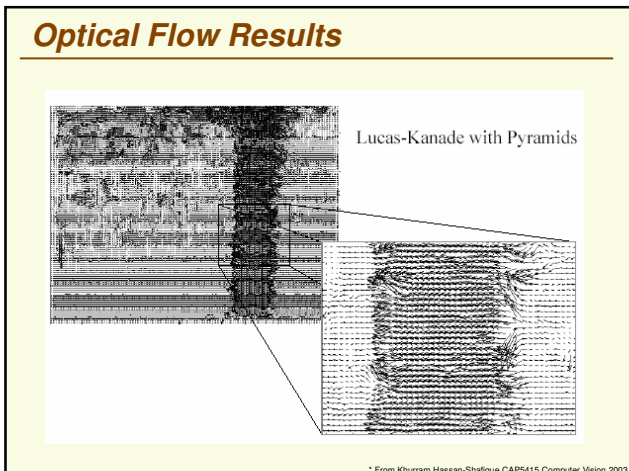 Optical Flow Results
Lucas-Kanade with Pyramids
* From Khurram Hassan-Shafique CAP5415 Computer Vision 2003